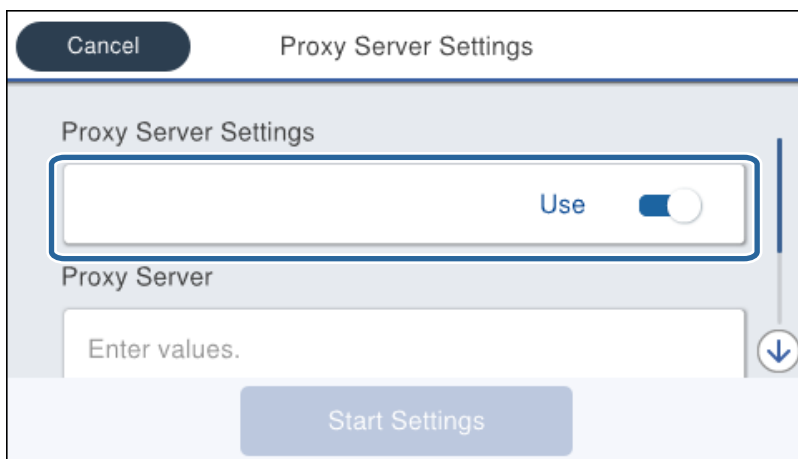 Cancel
Proxy Server Settings
Proxy Server Settings
Use
Proxy Server
Enter values.
Start Settings